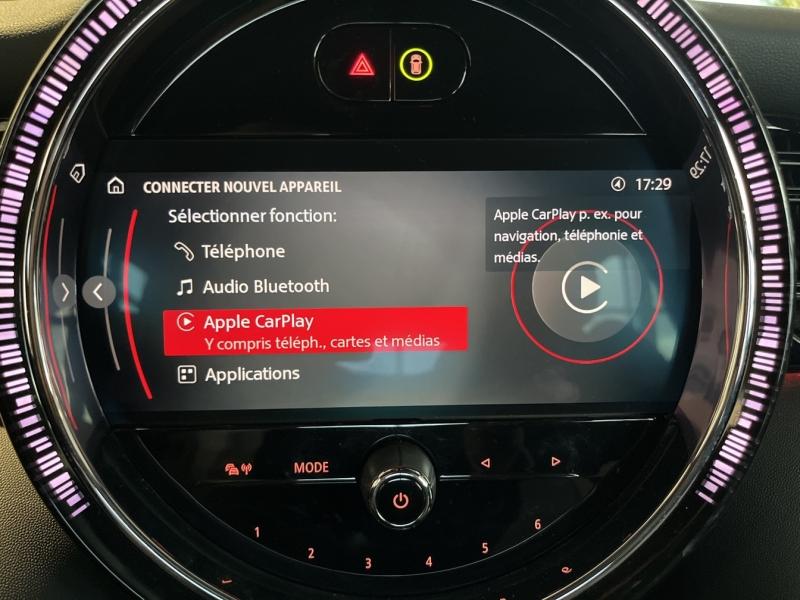 CONNECTER NOUVEL APPAREIL
17:29
Sélectionner fonction:
Téléphone
Audio Bluetooth
Apple CarPlay
Y compris téléph., cartes et médias
Applications
Apple CarPlay p. ex. pour
navigation, téléphonie et
médias.
MODE
1
2
3
4
5
6